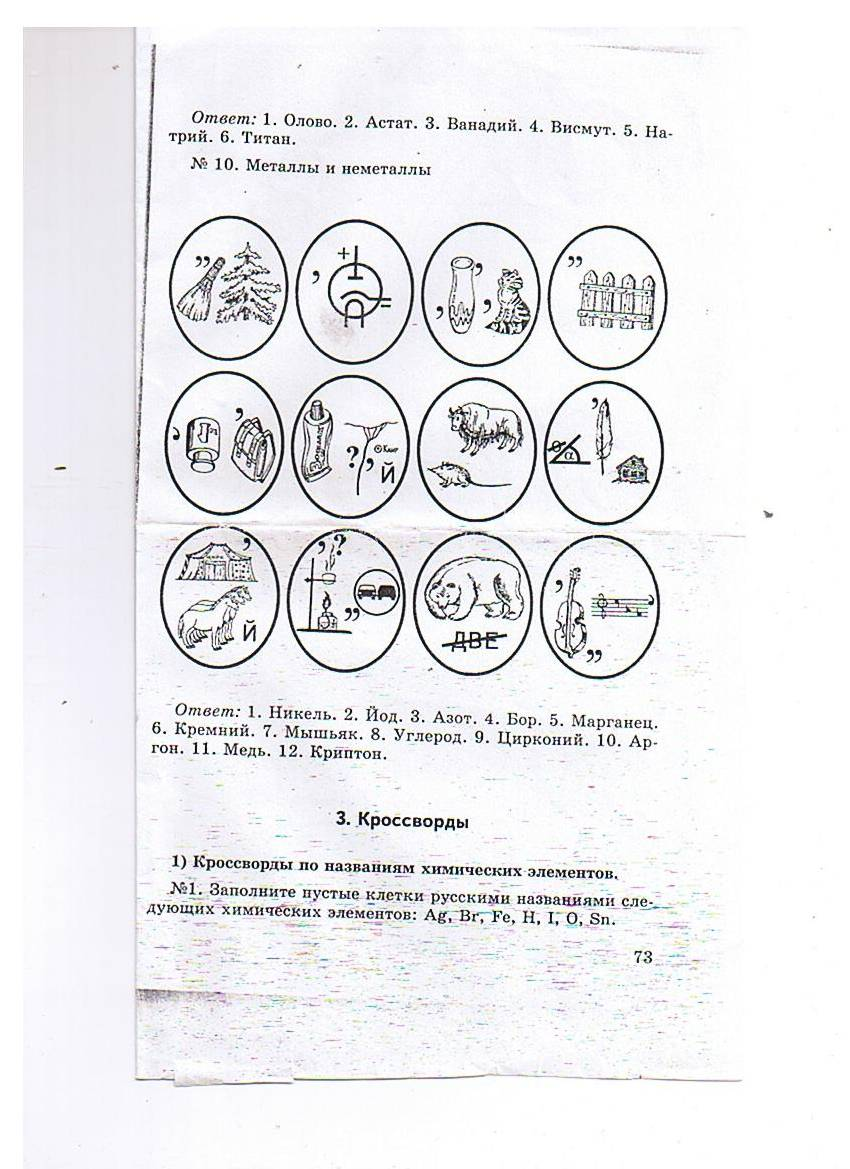 Ответ: 1. Олово. 2. Астат. 3. Ванадий. 4. Висмут. 5. На-
трий. 6. Титан.
№ 10. Металлы и неметаллы
,,
+
,
=
,
,
,
,,
,
,
?
,
Й
,
α
,
Й
,
?
,,
ДВЕ
,
,,
Ответ: 1. Никель. 2. Йод. 3. Азот. 4. Бор. 5. Марганец.
6. Кремний. 7. Мышьяк. 8. Углерод. 9. Цирконий. 10. Ар-
гон. 11. Медь. 12. Криптон.
3. Кроссворды
1) Кроссворды по названиям химических элементов.
№1. Заполните пустые клетки русскими названиями сле-
дующих химических элементов: Ag, Br, Fe, H, I, O, Sn.
73